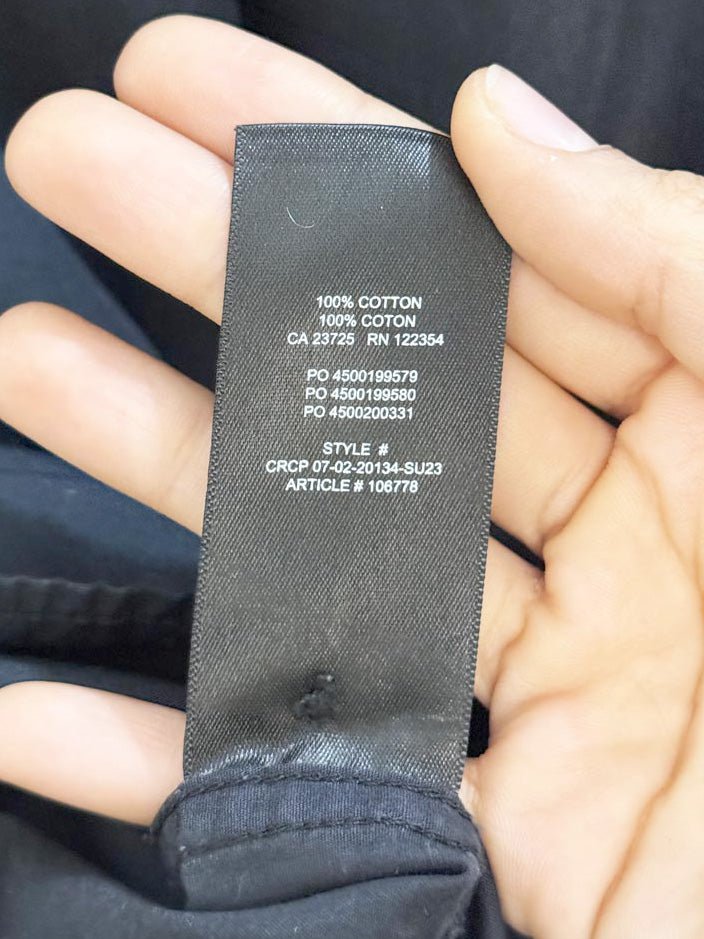 100% COTTON
100% COTON
CA 23725 RN 122354
PO 4500199579
PO 4500199580
PO 4500200331
STYLE #
CRCP 07-02-20134-SU23
ARTICLE # 106778